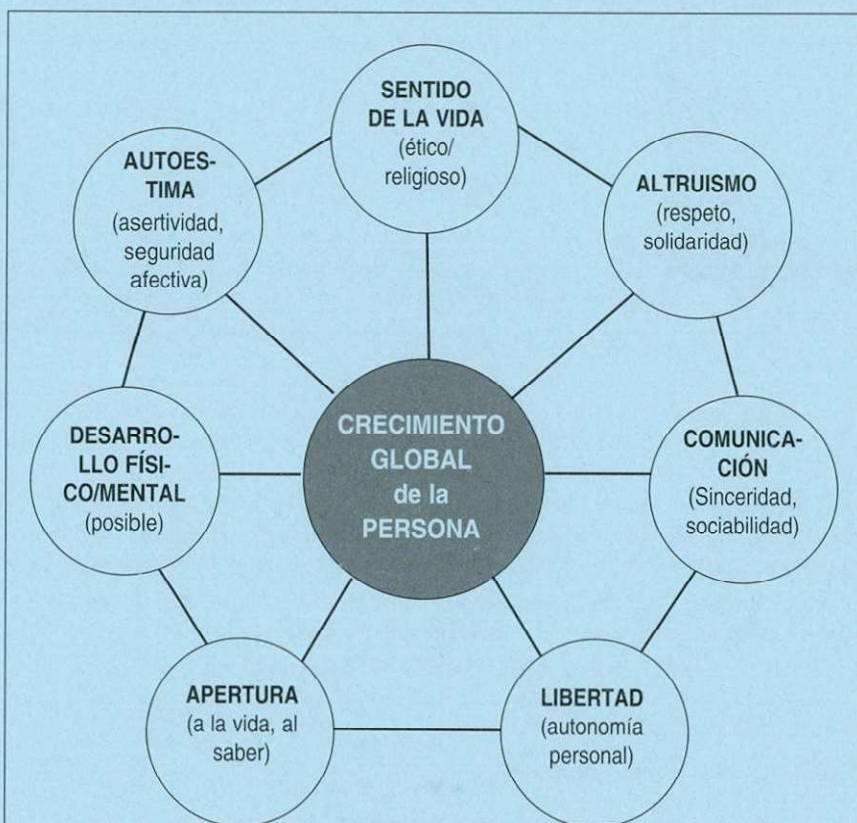 SENTIDO
DE LA VIDA
(ético/
religioso)
AUTOES-
TIMA
(asertividad,
seguridad
afectiva)
ALTRUISMO
(respeto,
solidaridad)
CRECIMIENTO
GLOBAL
de la
PERSONA
DESARRO-
LLO FÍSI-
CO/MENTAL
(posible)
COMUNICA-
CIÓN
(Sinceridad,
sociabilidad)
APERTURA
(a la vida, al
saber)
LIBERTAD
(autonomía
personal)